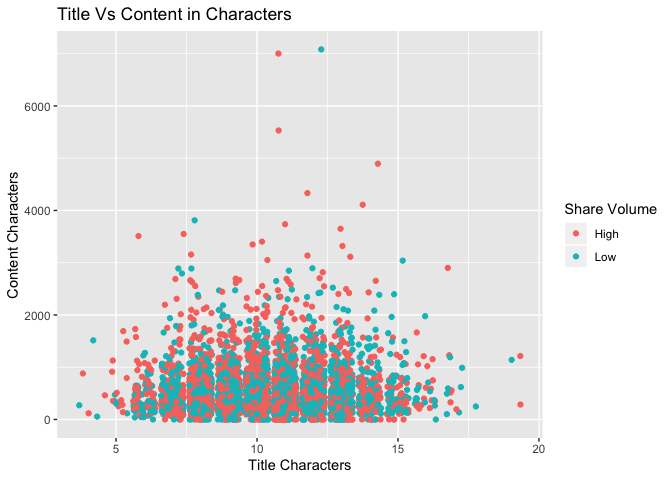 Title Vs Content in Characters
Content Characters
6000
4000
2000
0
5
10
15
20
Title Characters
Share Volume
High
Low